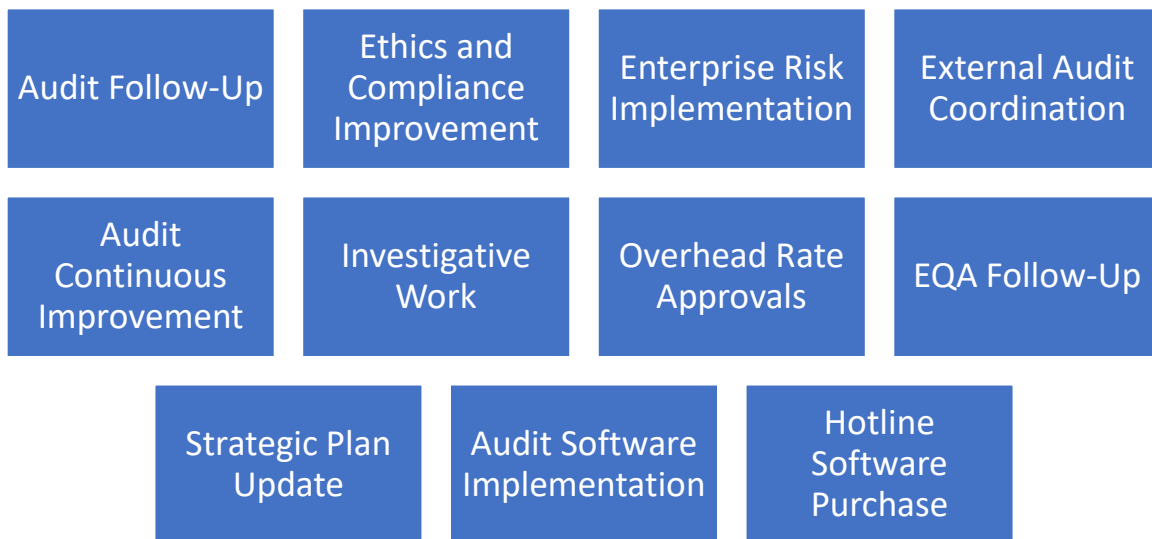 Audit Follow-Up
Ethics and
Compliance
Improvement
Enterprise Risk
Implementation
External Audit
Coordination
Audit
Continuous
Improvement
Investigative
Work
Overhead Rate
Approvals
EQA Follow-Up
Strategic Plan
Update
Audit Software
Implementation
Hotline
Software
Purchase